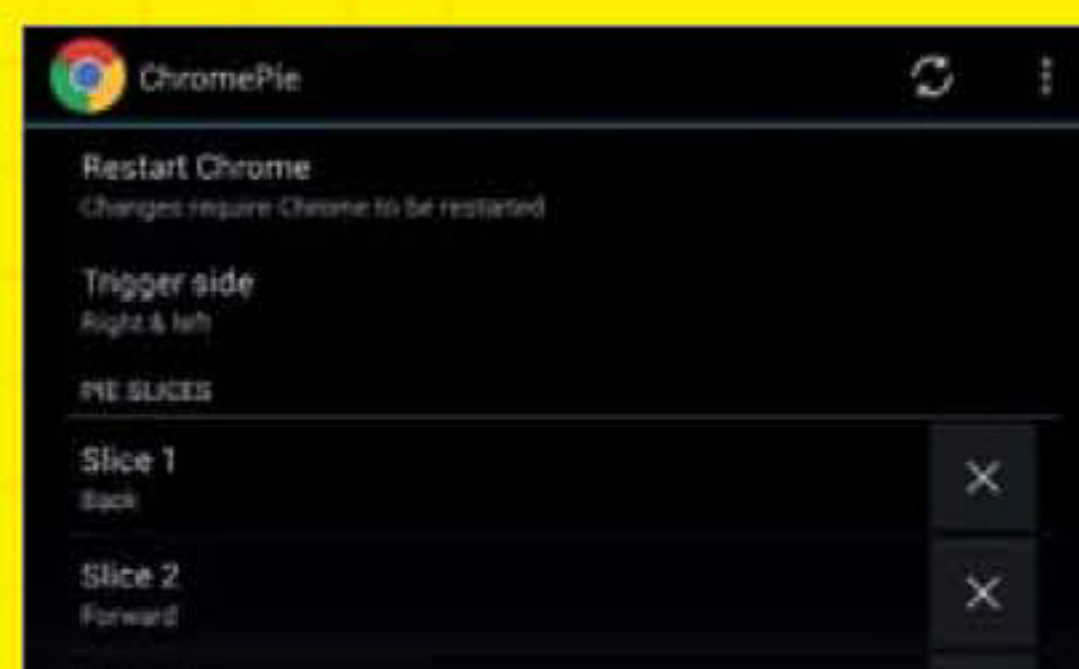 ChromePie
Restart Chrome
Changes require Chrome to be restarted
Trigger side
Right & left
PIE SLICES
Slice 1
Back
Slice 2
Forward